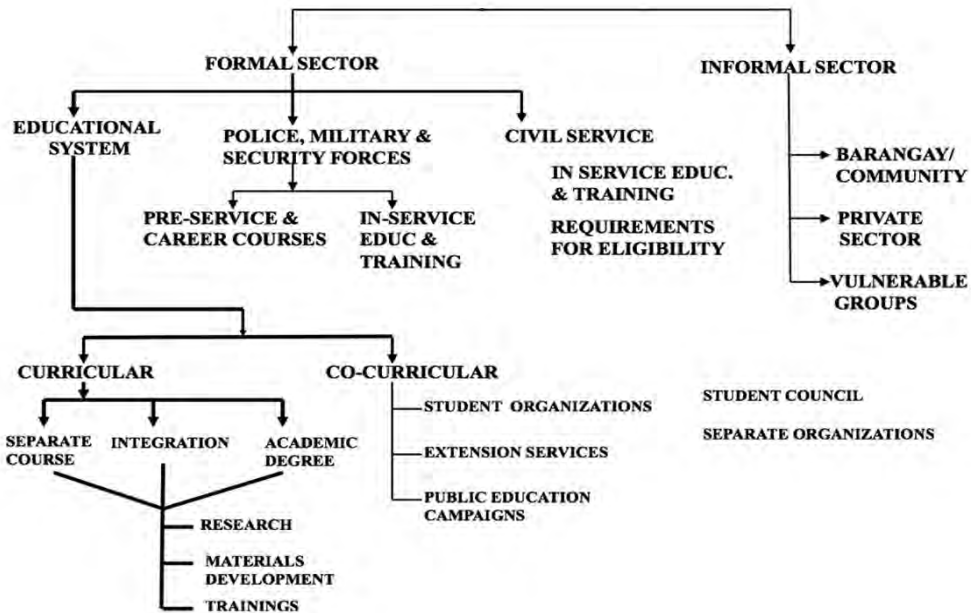 FORMAL SECTOR
INFORMAL SECTOR
EDUCATIONAL
SYSTEM
POLICE, MILITARY &
SECURITY FORCES
CIVIL SERVICE
PRE-SERVICE &
CAREER COURSES
IN-SERVICE
EDUC &
TRAINING
IN SERVICE EDUC.
& TRAINING
REQUIREMENTS
FOR ELIGIBILITY
BARANGAY/
COMMUNITY
PRIVATE
SECTOR
VULNERABLE
GROUPS
CURRICULAR
CO-CURRICULAR
SEPARATE
COURSE
INTEGRATION
ACADEMIC
DEGREE
RESEARCH
MATERIALS
DEVELOPMENT
TRAININGS
STUDENT ORGANIZATIONS
EXTENSION SERVICES
PUBLIC EDUCATION
CAMPAIGNS
STUDENT COUNCIL
SEPARATE ORGANIZATIONS